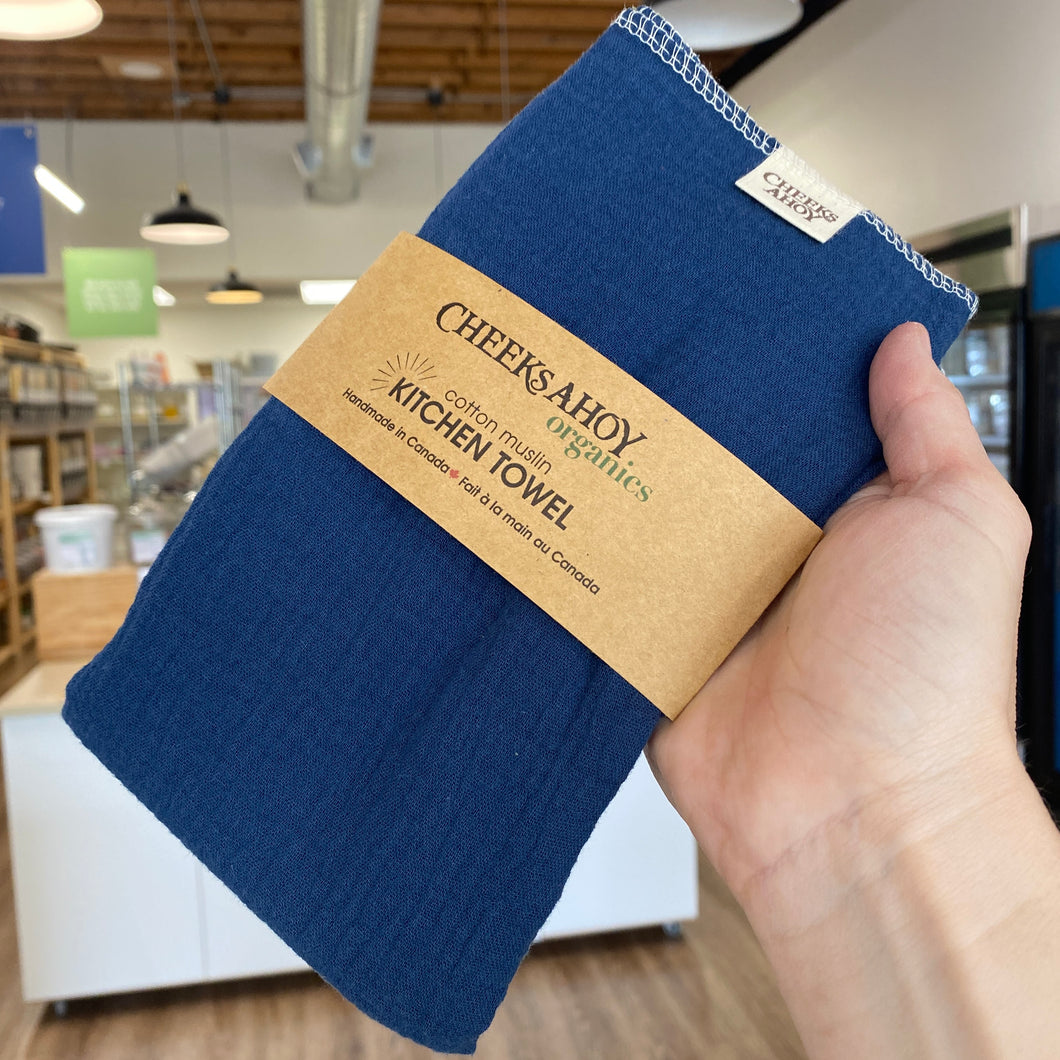 CHEEKS
AHOY
CHEEKS AHOY
organics
cotton muslin
KITCHEN TOWEL
Handmade in Canada Fait à la main au Canada